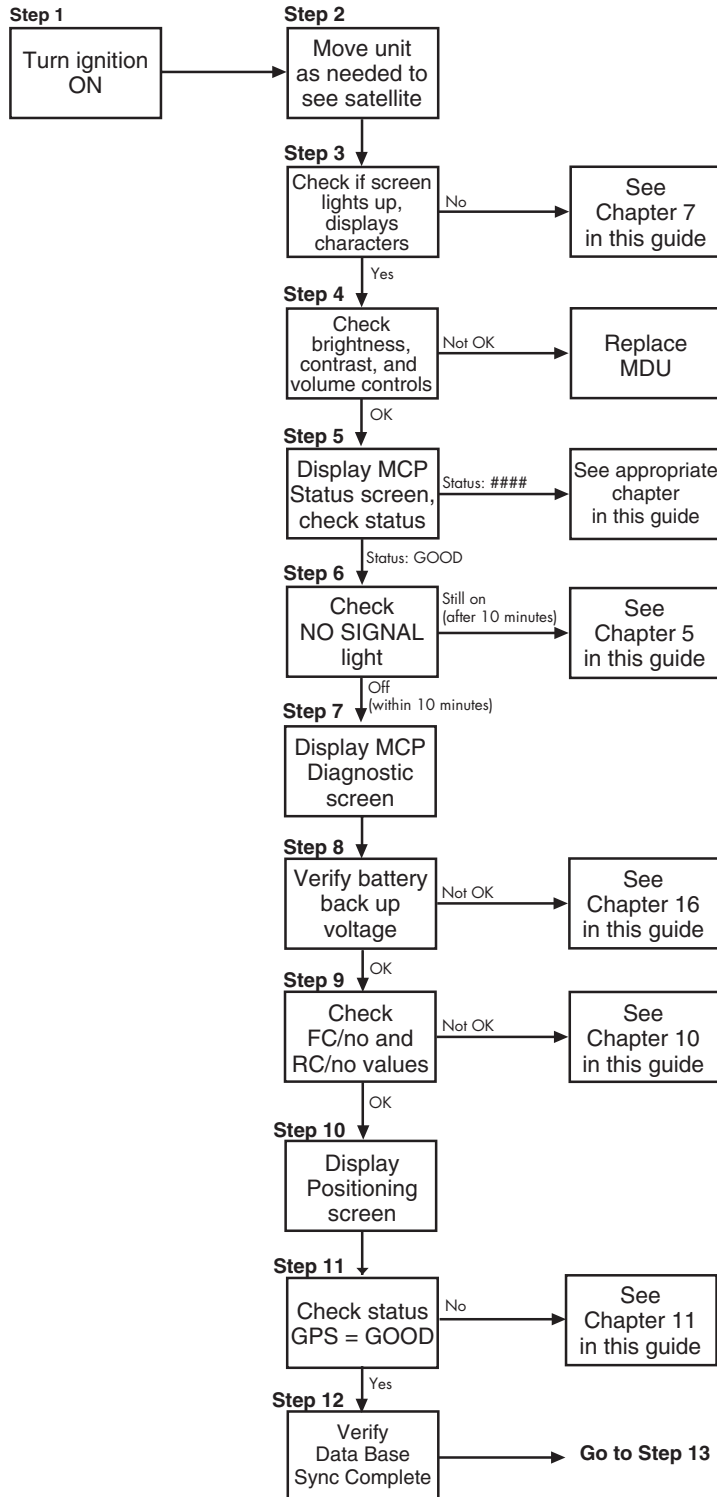 Step 1
Turn ignition
ON
Step 2
Move unit
as needed to
see satellite
Step 3
Check if screen
lights up,
displays
characters
No
See
Chapter 7
in this guide
Yes
Step 4
Check
brightness,
contrast, and
volume controls
Not OK
Replace
MDU
OK
Step 5
Display MCP
Status screen,
check status
Status: ####
See appropriate
chapter
in this guide
Status: GOOD
Step 6
Check
NO SIGNAL
light
Still on
(after 10 minutes)
See
Chapter 5
in this guide
Off
(within 10 minutes)
Step 7
Display MCP
Diagnostic
screen
Step 8
Verify battery
back up
voltage
Not OK
See
Chapter 16
in this guide
OK
Step 9
Check
FC/no and
RC/no values
Not OK
See
Chapter 10
in this guide
OK
Step 10
Display
Positioning
screen
Step 11
Check status
GPS = GOOD
No
See
Chapter 11
in this guide
Yes
Step 12
Verify
Data Base
Sync Complete
Go to Step 13